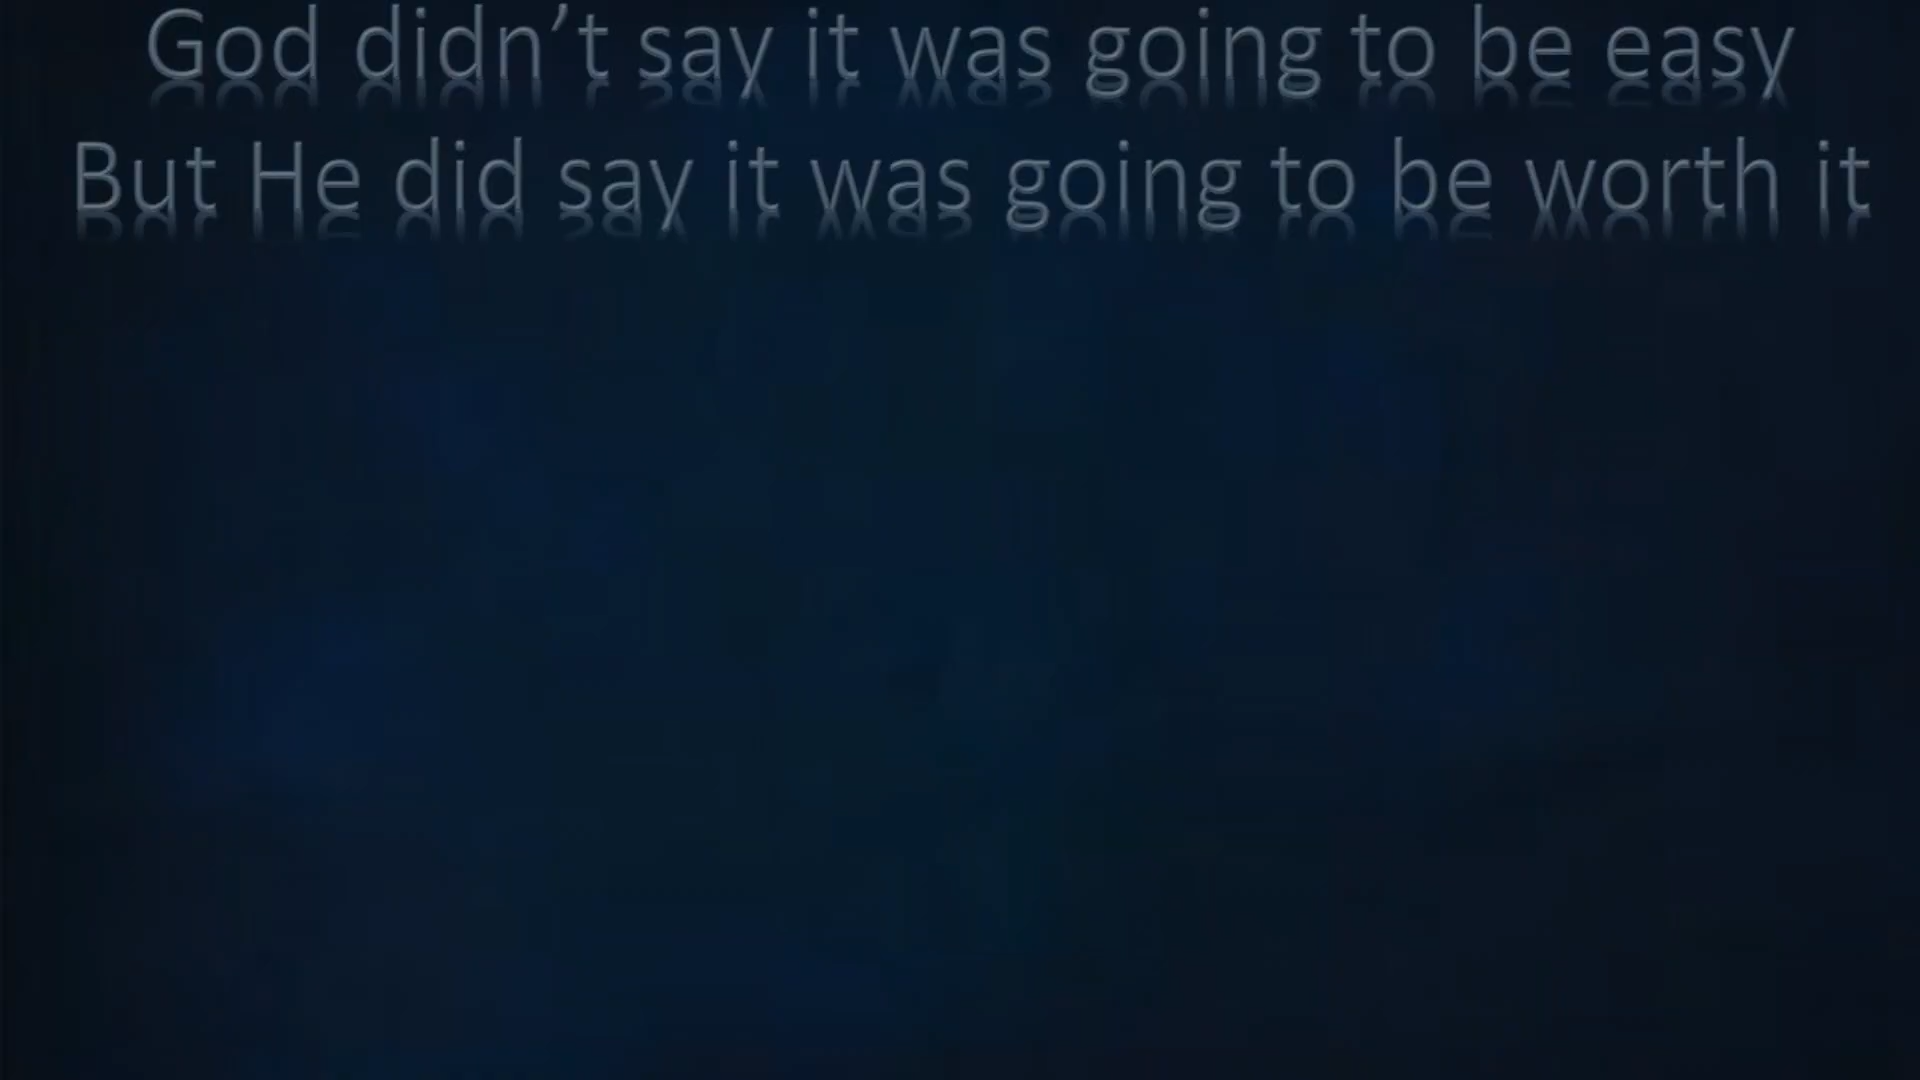 God didn’t say it was going to be easy
But He did say it was going to be worth it